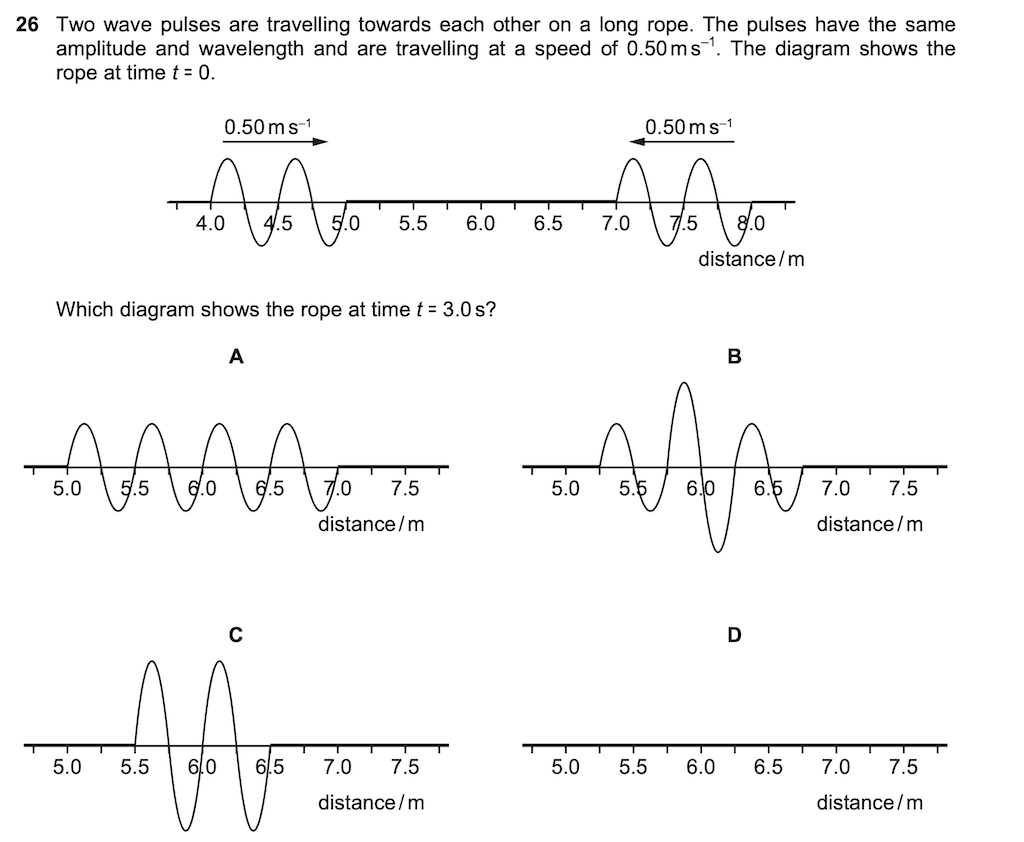 26 Two wave pulses are travelling towards each other on a long rope. The pulses have the same
amplitude and wavelength and are travelling at a speed of 0.50 m s⁻¹. The diagram shows the
rope at time t = 0.
0.50 m s⁻¹ 0.50 m s⁻¹
4.0 4.5 5.0 5.5 6.0 6.5 7.0 7.5 8.0
distance / m
Which diagram shows the rope at time t = 3.0 s?
A B
5.0 5.5 6.0 6.5 7.0 7.5 5.0 5.5 6.0 6.5 7.0 7.5
distance / m distance / m
C D
5.0 5.5 6.0 6.5 7.0 7.5 5.0 5.5 6.0 6.5 7.0 7.5
distance / m distance / m